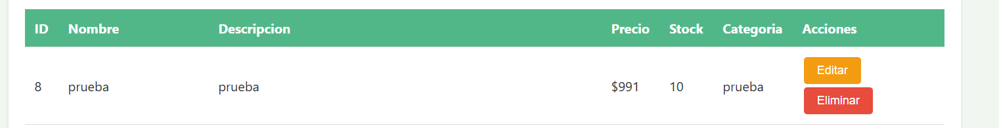 ID Nombre Descripcion Precio Stock Categoria Acciones
8 prueba prueba $991 10 prueba Editar
Eliminar